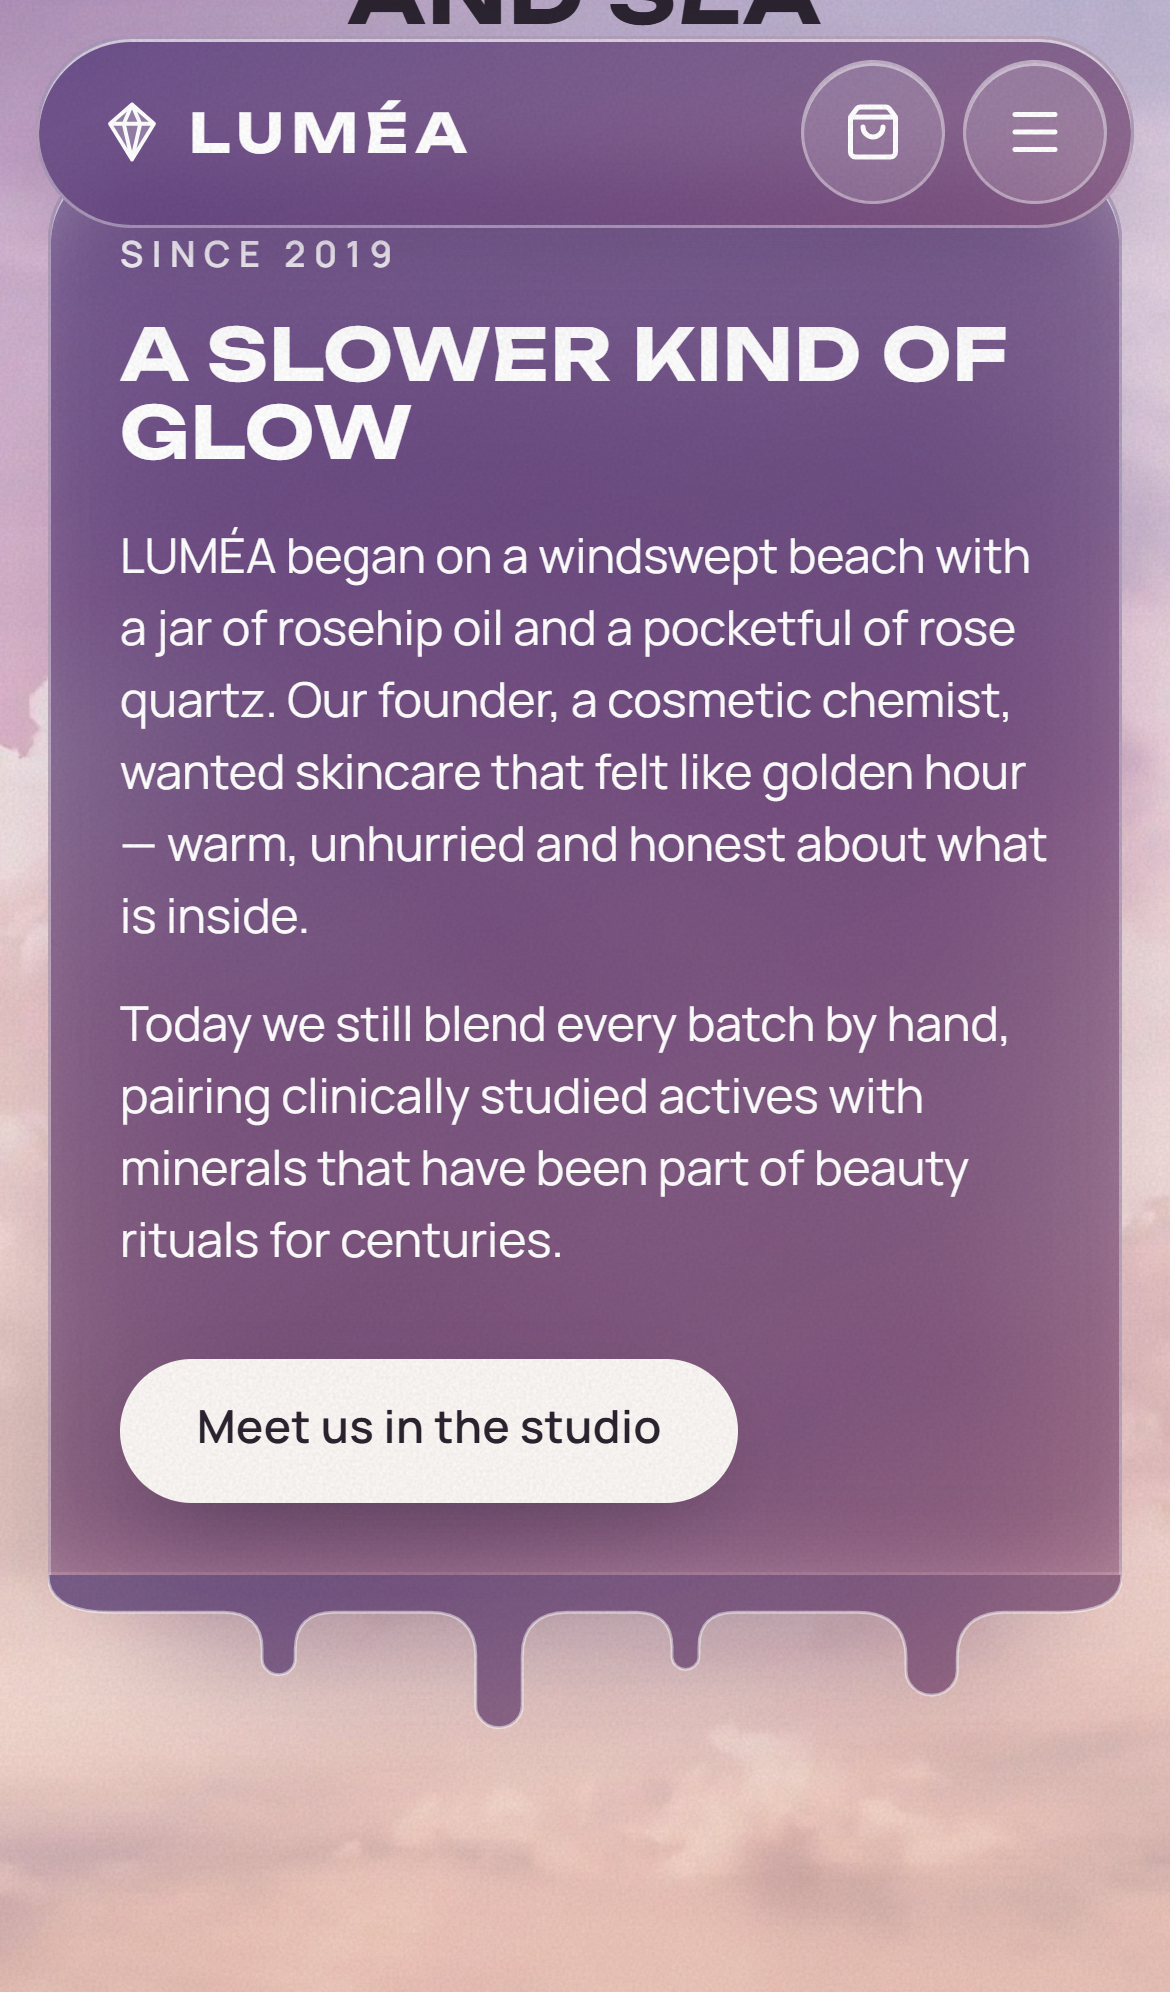 AND SEA
LUMÉA
SINCE 2019
A SLOWER KIND OF
GLOW
LUMÉA began on a windswept beach with
a jar of rosehip oil and a pocketful of rose
quartz. Our founder, a cosmetic chemist,
wanted skincare that felt like golden hour
— warm, unhurried and honest about what
is inside.
Today we still blend every batch by hand,
pairing clinically studied actives with
minerals that have been part of beauty
rituals for centuries.
Meet us in the studio